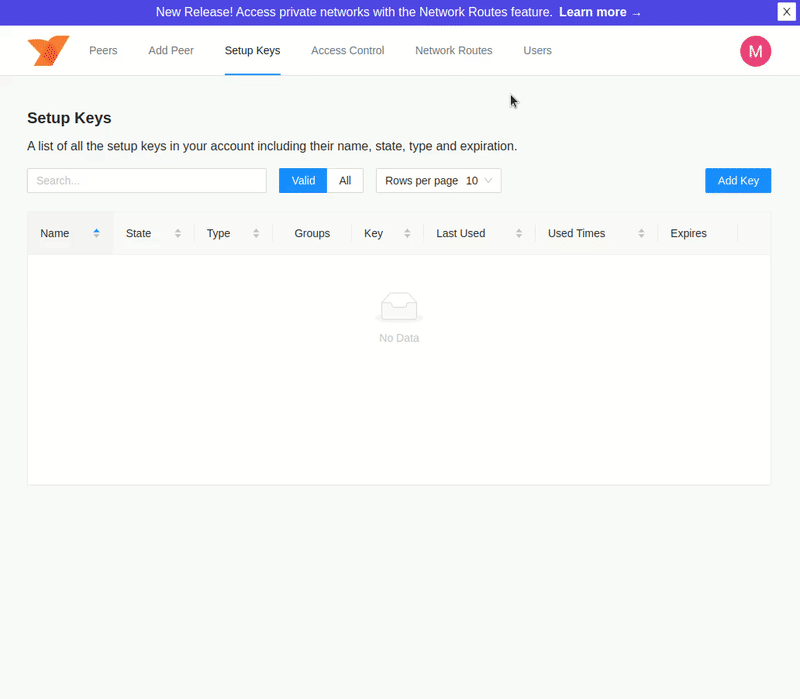 New Release! Access private networks with the Network Routes feature. Learn more → X
Peers Add Peer Setup Keys Access Control Network Routes Users M
Setup Keys
A list of all the setup keys in your account including their name, state, type and expiration.
Search... Valid All Rows per page 10 Add Key
Name State Type Groups Key Last Used Used Times Expires
No Data